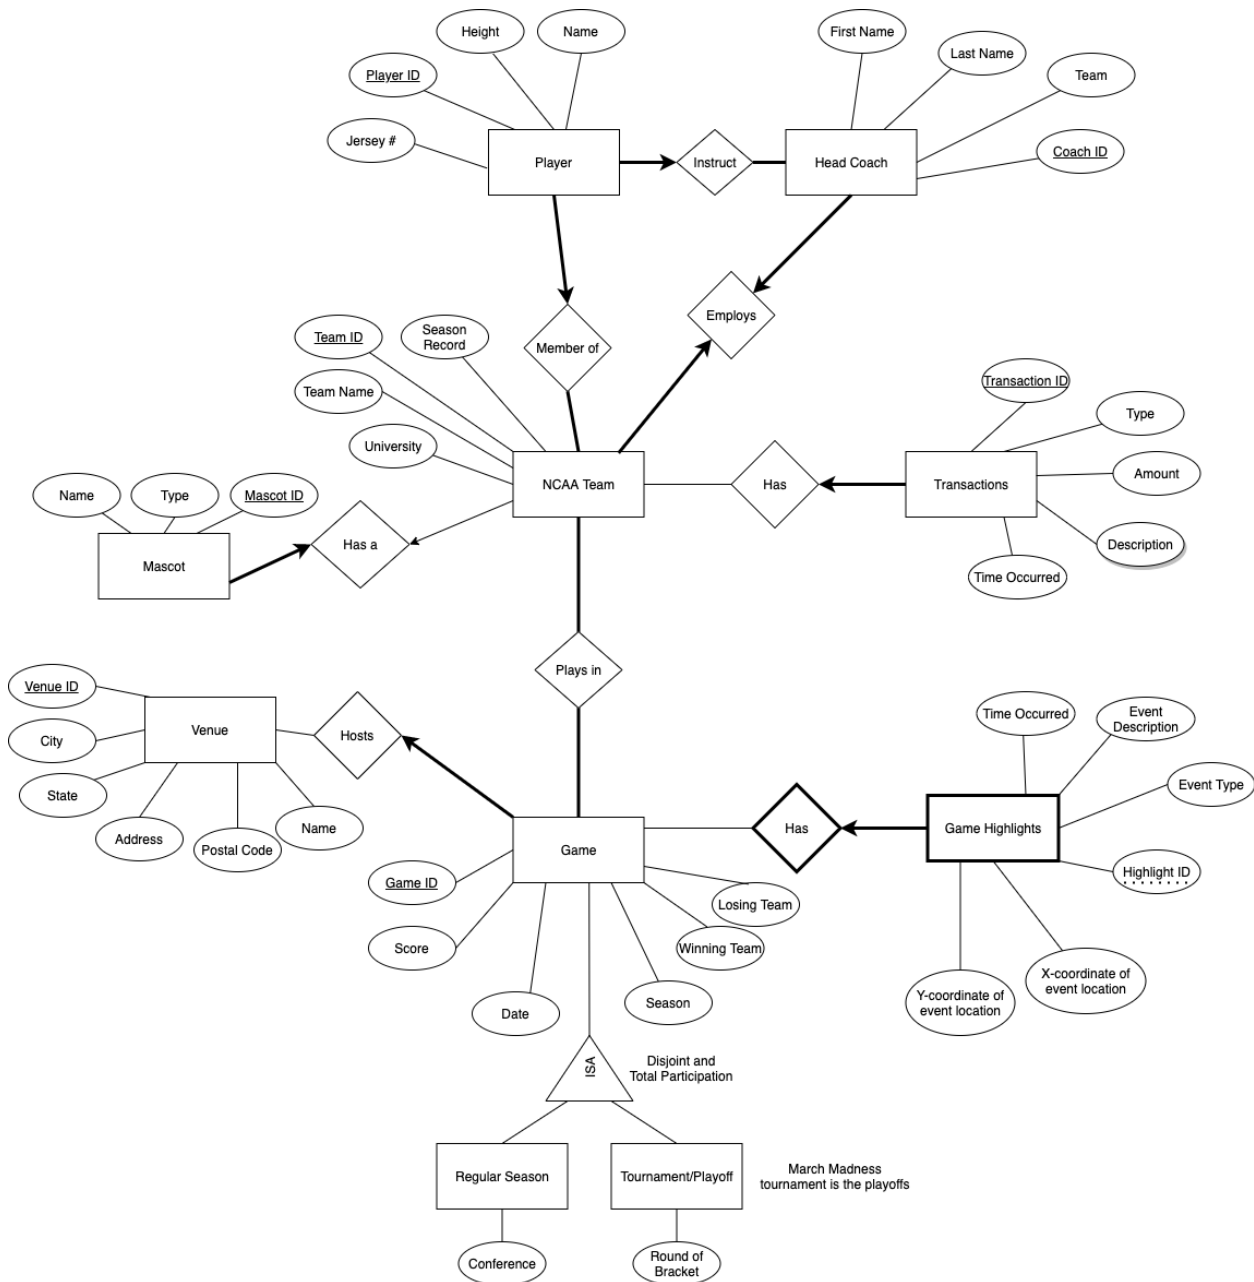 Height
Name
First Name
Last Name
Player ID
Team
Jersey #
Coach ID
Player
Instruct
Head Coach
Employs
Team ID
Season
Record
Member of
Team Name
Transaction ID
University
Type
Name
Type
Mascot ID
NCAA Team
Has
Transactions
Amount
Has a
Description
Mascot
Time Occurred
Plays in
Venue ID
Venue
Hosts
City
State
Address
Postal Code
Name
Time Occurred
Event
Description
Event Type
Has
Game Highlights
Game
Highlight ID
Game ID
Losing Team
Score
Winning Team
Date
Season
Y-coordinate of
event location
X-coordinate of
event location
ISA
Disjoint and
Total Participation
Regular Season
Tournament/Playoff
March Madness
tournament is the playoffs
Conference
Round of
Bracket